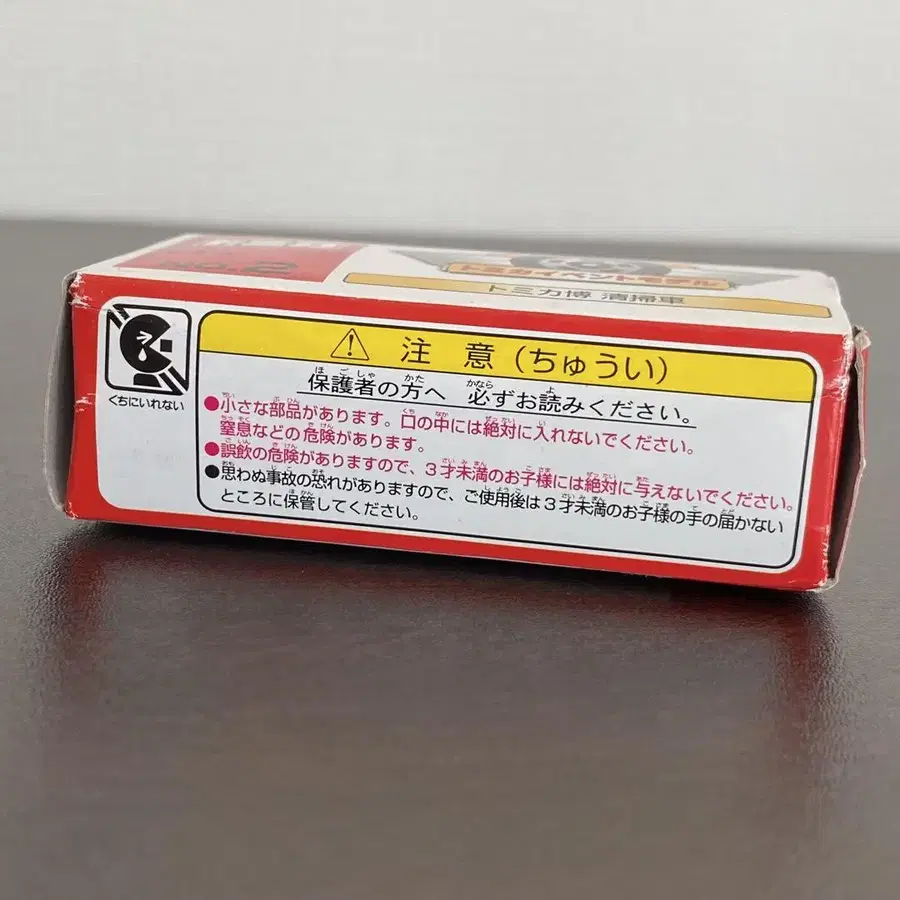 No.2
トミカイベントモデル
トミカ博 清掃車
くちにいれない
注 意（ちゅうい）
保護者の方へ 必ずお読みください。
●小さな部品があります。口の中には絶対に入れないでください。
窒息などの危険があります。
●誤飲の危険がありますので、3才未満のお子様には絶対に与えないでください。
●思わぬ事故の恐れがありますので、ご使用後は3才未満のお子様の手の届かない
ところに保管してください。